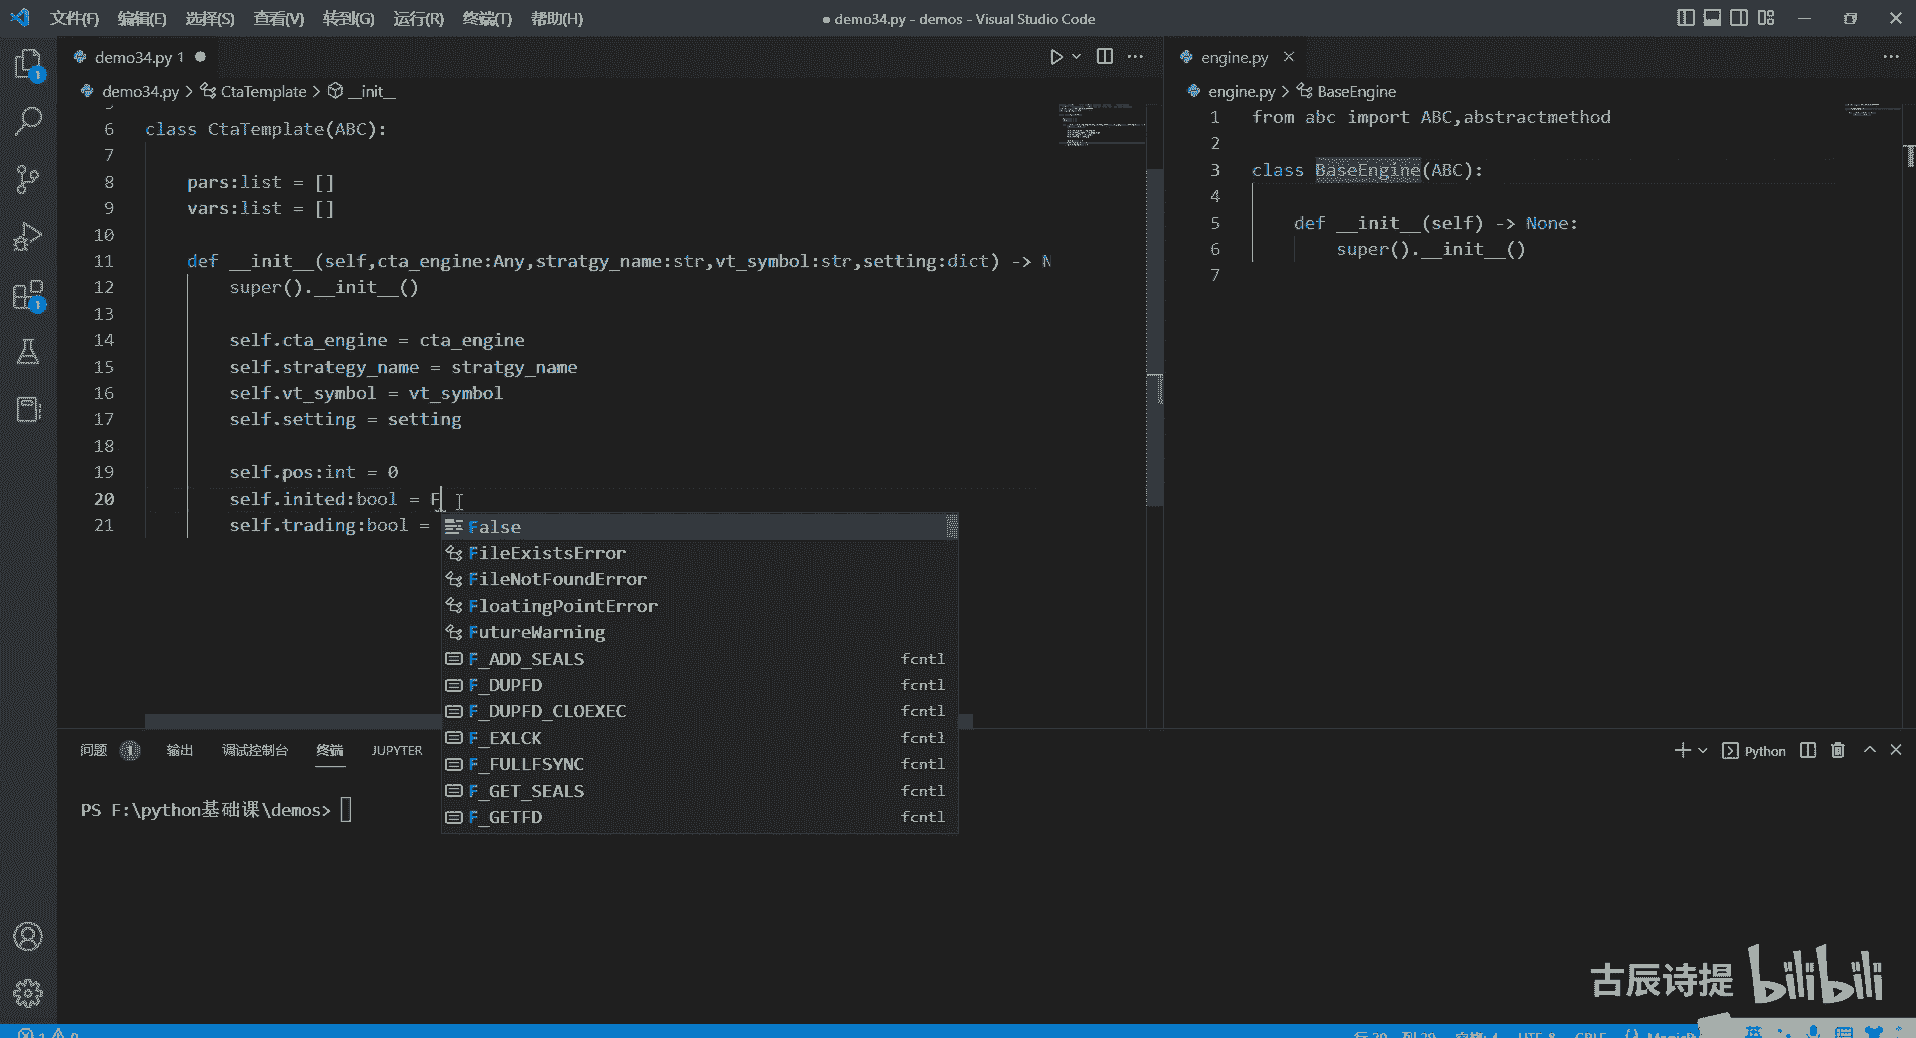 文件(F) 编辑(E) 选择(S) 查看(V) 转到(G) 运行(R) 终端(T) 帮助(H)
● demo34.py - demos - Visual Studio Code
demo34.py 1 ●
demo34.py > CtaTemplate > __init__
6 class CtaTemplate(ABC):
7
8 pars:list = []
9 vars:list = []
10
11 def __init__(self,cta_engine:Any,stratgy_name:str,vt_symbol:str,setting:dict) -> N
12 super().__init__()
13
14 self.cta_engine = cta_engine
15 self.strategy_name = stratgy_name
16 self.vt_symbol = vt_symbol
17 self.setting = setting
18
19 self.pos:int = 0
20 self.inited:bool = F
21 self.trading:bool =
False
FileExistsError
FileNotFoundError
FloatingPointError
FutureWarning
F_ADD_SEALS fcntl
F_DUPFD fcntl
F_DUPFD_CLOEXEC fcntl
F_EXLCK fcntl
F_FULLFSYNC fcntl
F_GET_SEALS fcntl
F_GETFD fcntl
engine.py
engine.py > BaseEngine
1 from abc import ABC,abstractmethod
2
3 class BaseEngine(ABC):
4
5 def __init__(self) -> None:
6 super().__init__()
7
1
1
问题 1 输出 调试控制台 终端 JUPYTER
Python
PS F:\python基础课\demos>
古辰诗提 bilibili
英